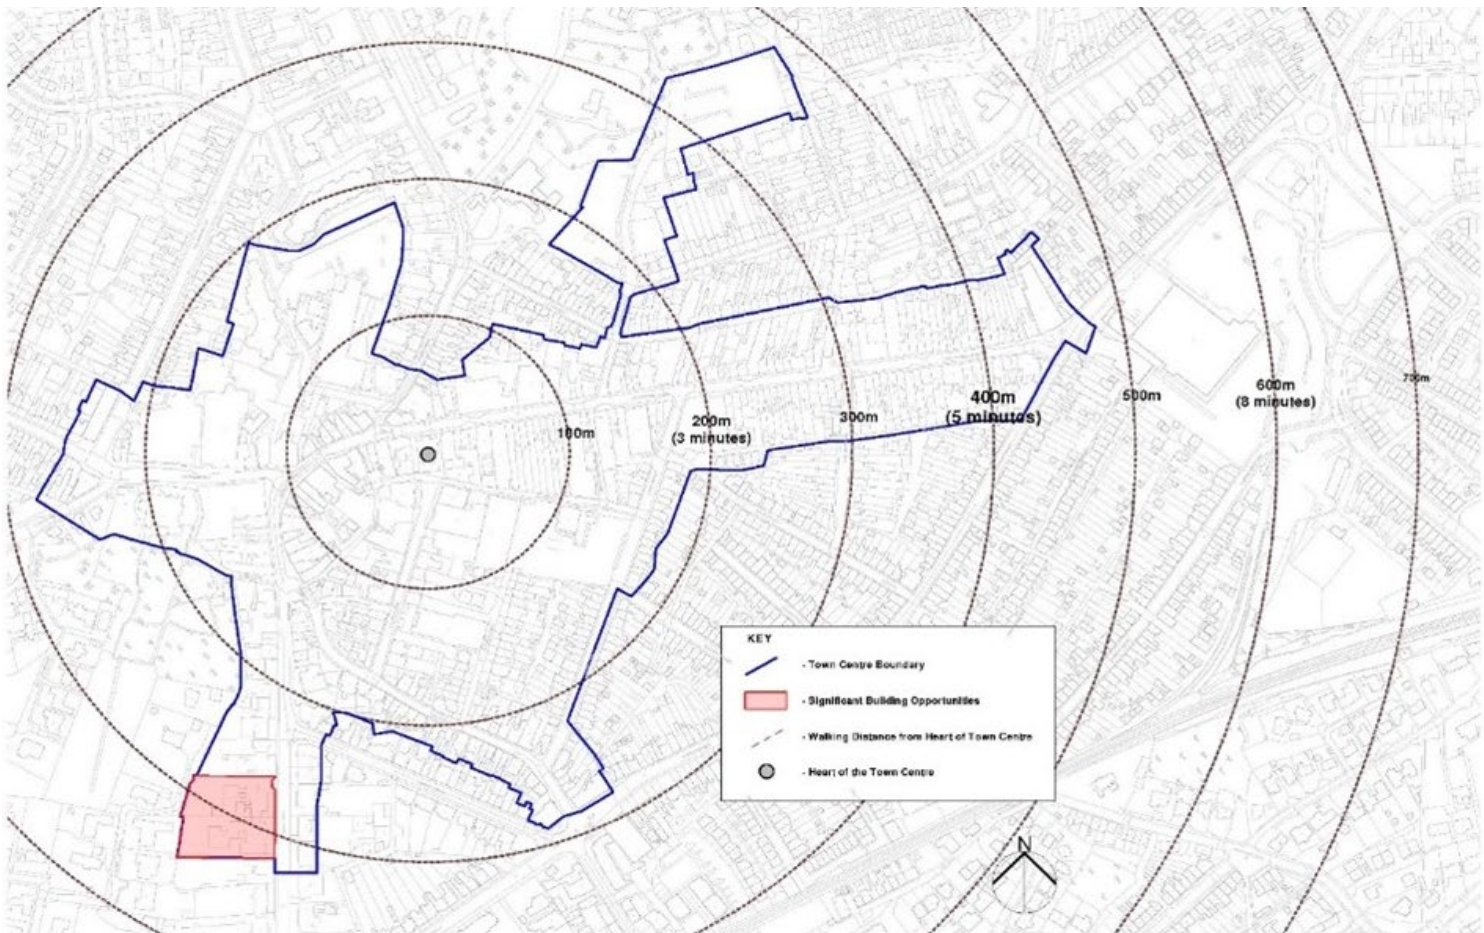 100m
200m
(3 minutes)
300m
400m
(5 minutes)
500m
600m
(8 minutes)
700m
KEY
- Town Centre Boundary
- Significant Building Opportunities
- Walking Distance from Heart of Town Centre
- Heart of the Town Centre
N